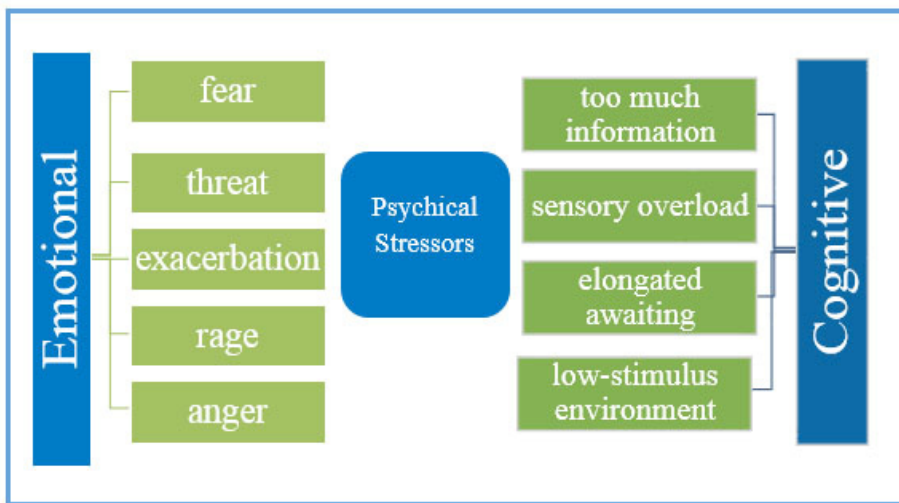 Emotional
fear
threat
exacerbation
rage
anger
Psychical
Stressors
too much
information
sensory overload
elongated
awaiting
low-stimulus
environment
Cognitive